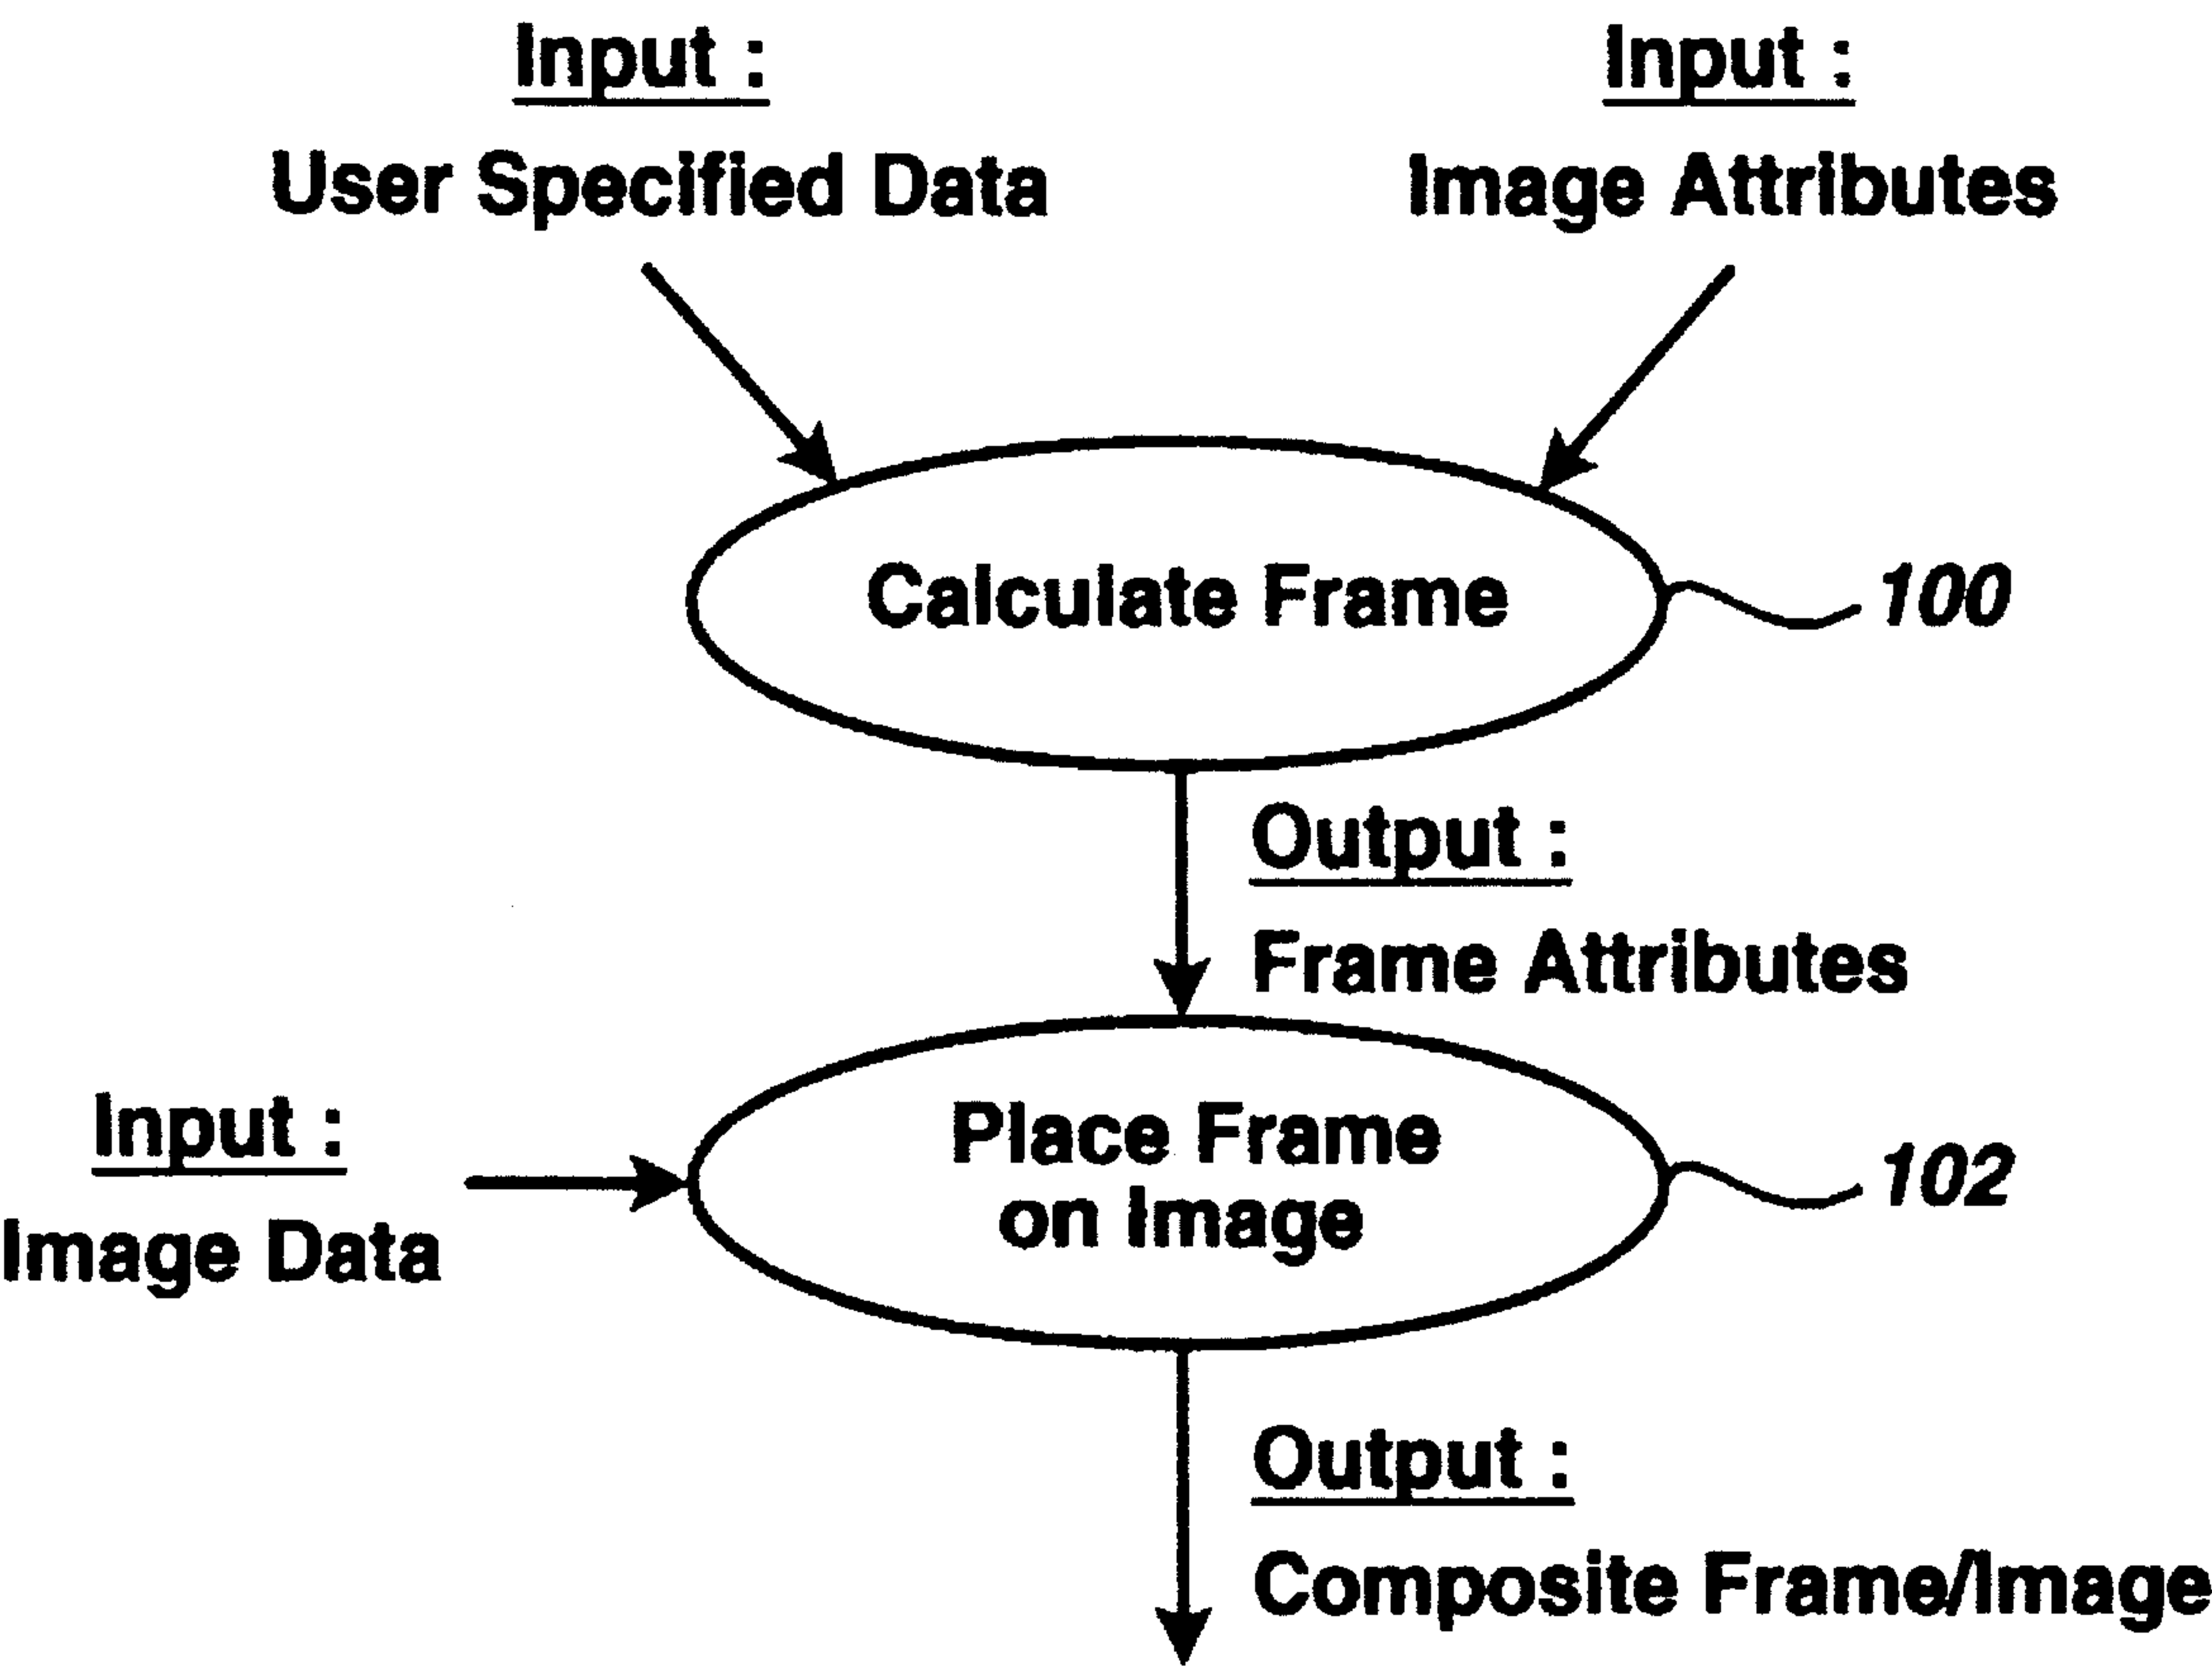 Input :
User Specified Data
Input :
Image Attributes
Calculate Frame
100
Output :
Frame Attributes
Input :
Image Data
Place Frame
on Image
102
Output :
Composite Frame/Image